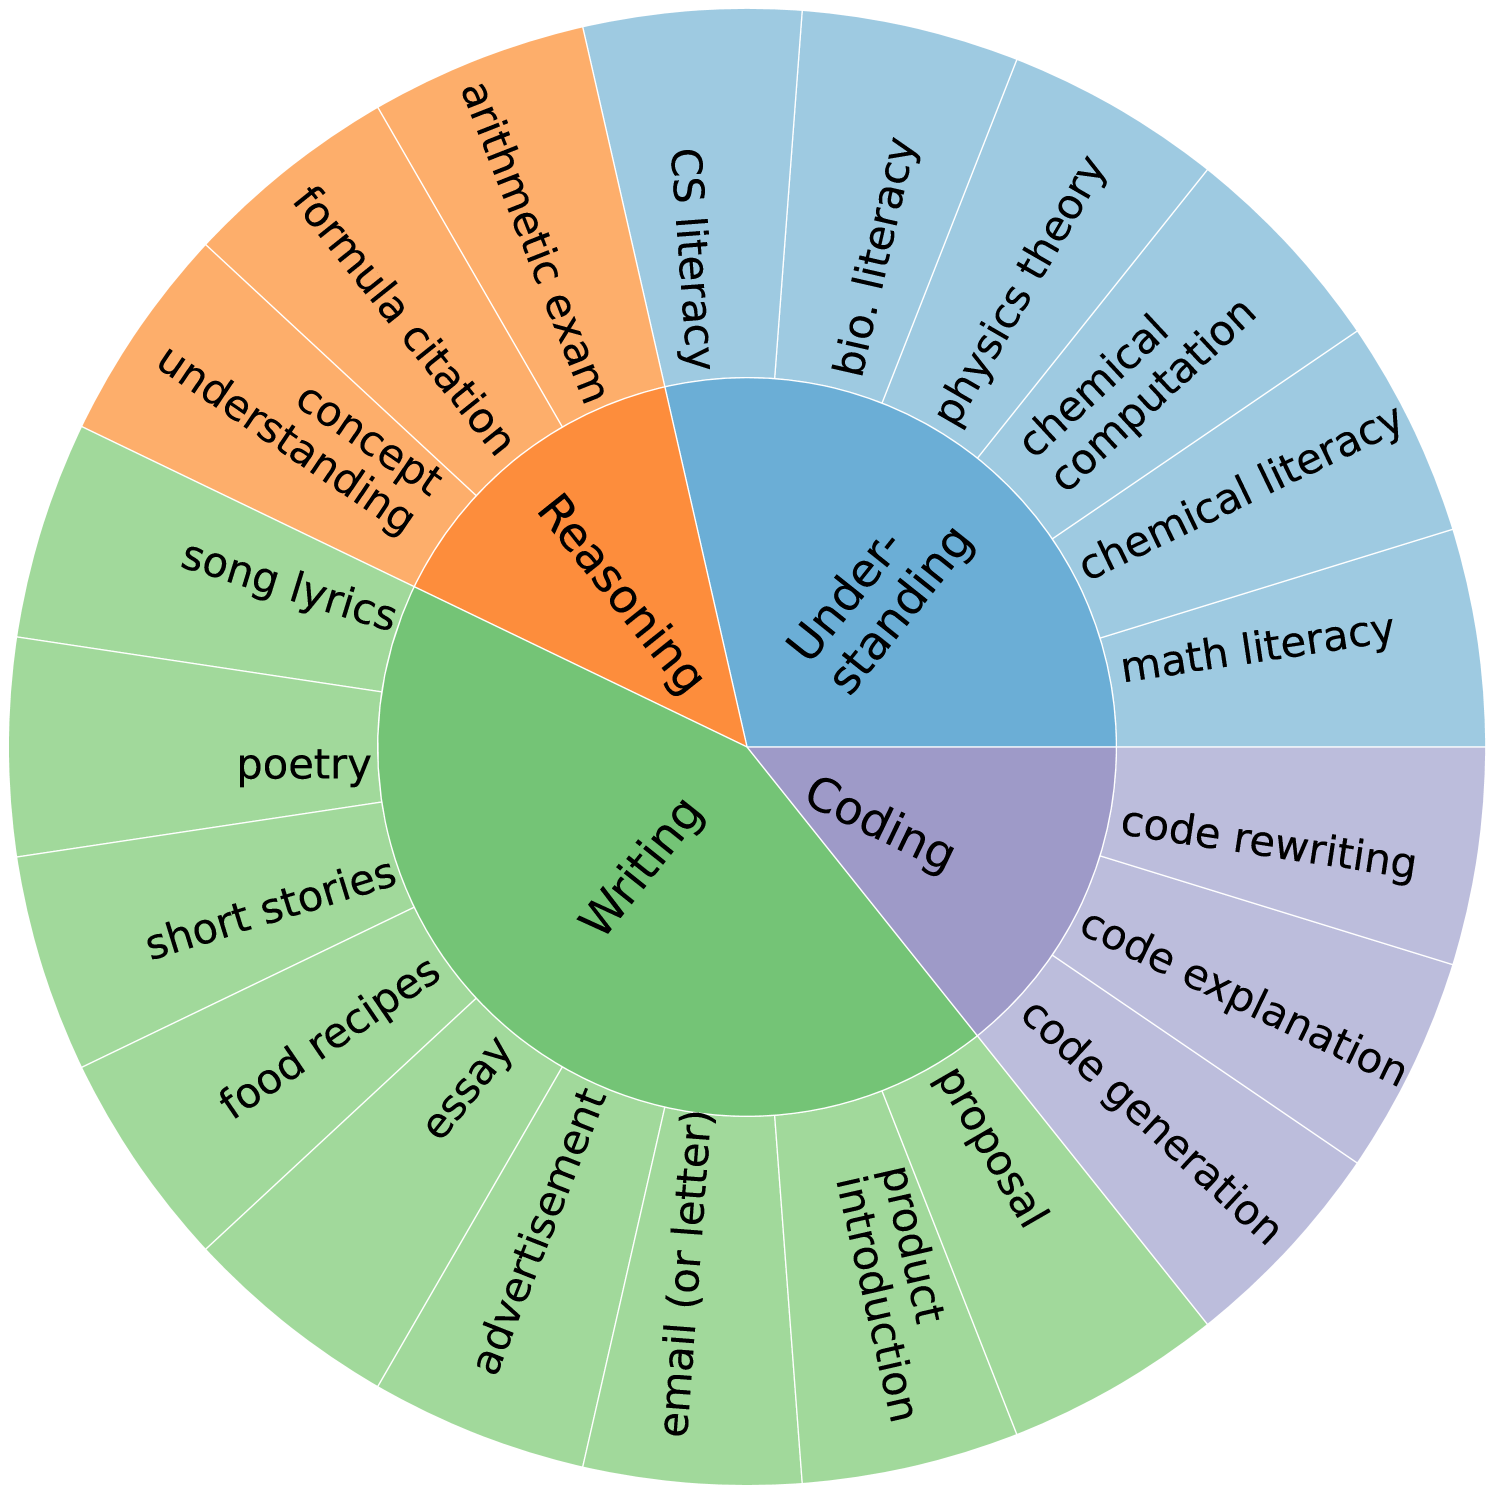 Under-
standing
math literacy
chemical literacy
chemical
computation
physics theory
bio. literacy
CS literacy
Reasoning
arithmetic exam
formula citation
concept
understanding
Writing
song lyrics
poetry
short stories
food recipes
essay
advertisement
email (or letter)
product
introduction
proposal
Coding
code generation
code explanation
code rewriting